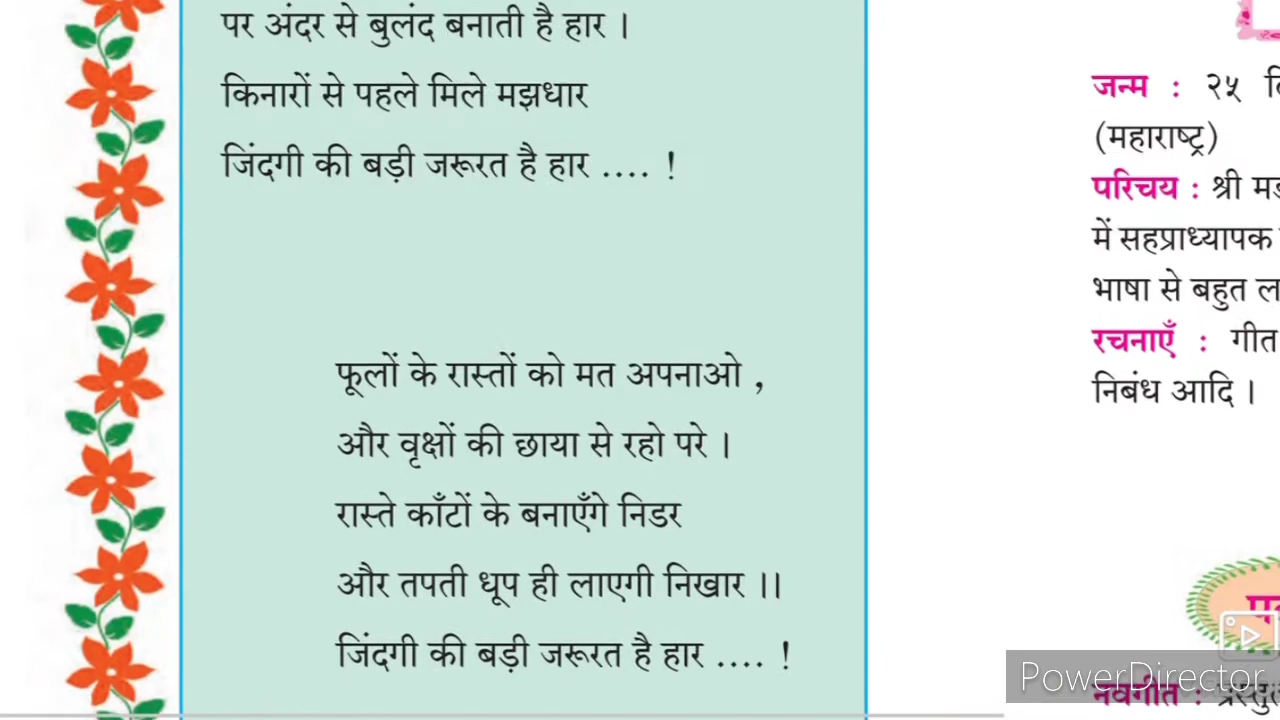 पर अंदर से बुलंद बनाती है हार ।
किनारों से पहले मिले मझधार
जिंदगी की बड़ी जरूरत है हार .... !
फूलों के रास्तों को मत अपनाओ ,
और वृक्षों की छाया से रहो परे ।
रास्ते काँटों के बनाएँगे निडर
और तपती धूप ही लाएगी निखार ।।
जिंदगी की बड़ी जरूरत है हार .... !
जन्म : २५
(महाराष्ट्र)
परिचय : श्री
में सहप्राध्यापक
भाषा से बहुत
रचनाएँ : गीत
निबंध आदि ।
नवगीत :
PowerDirector